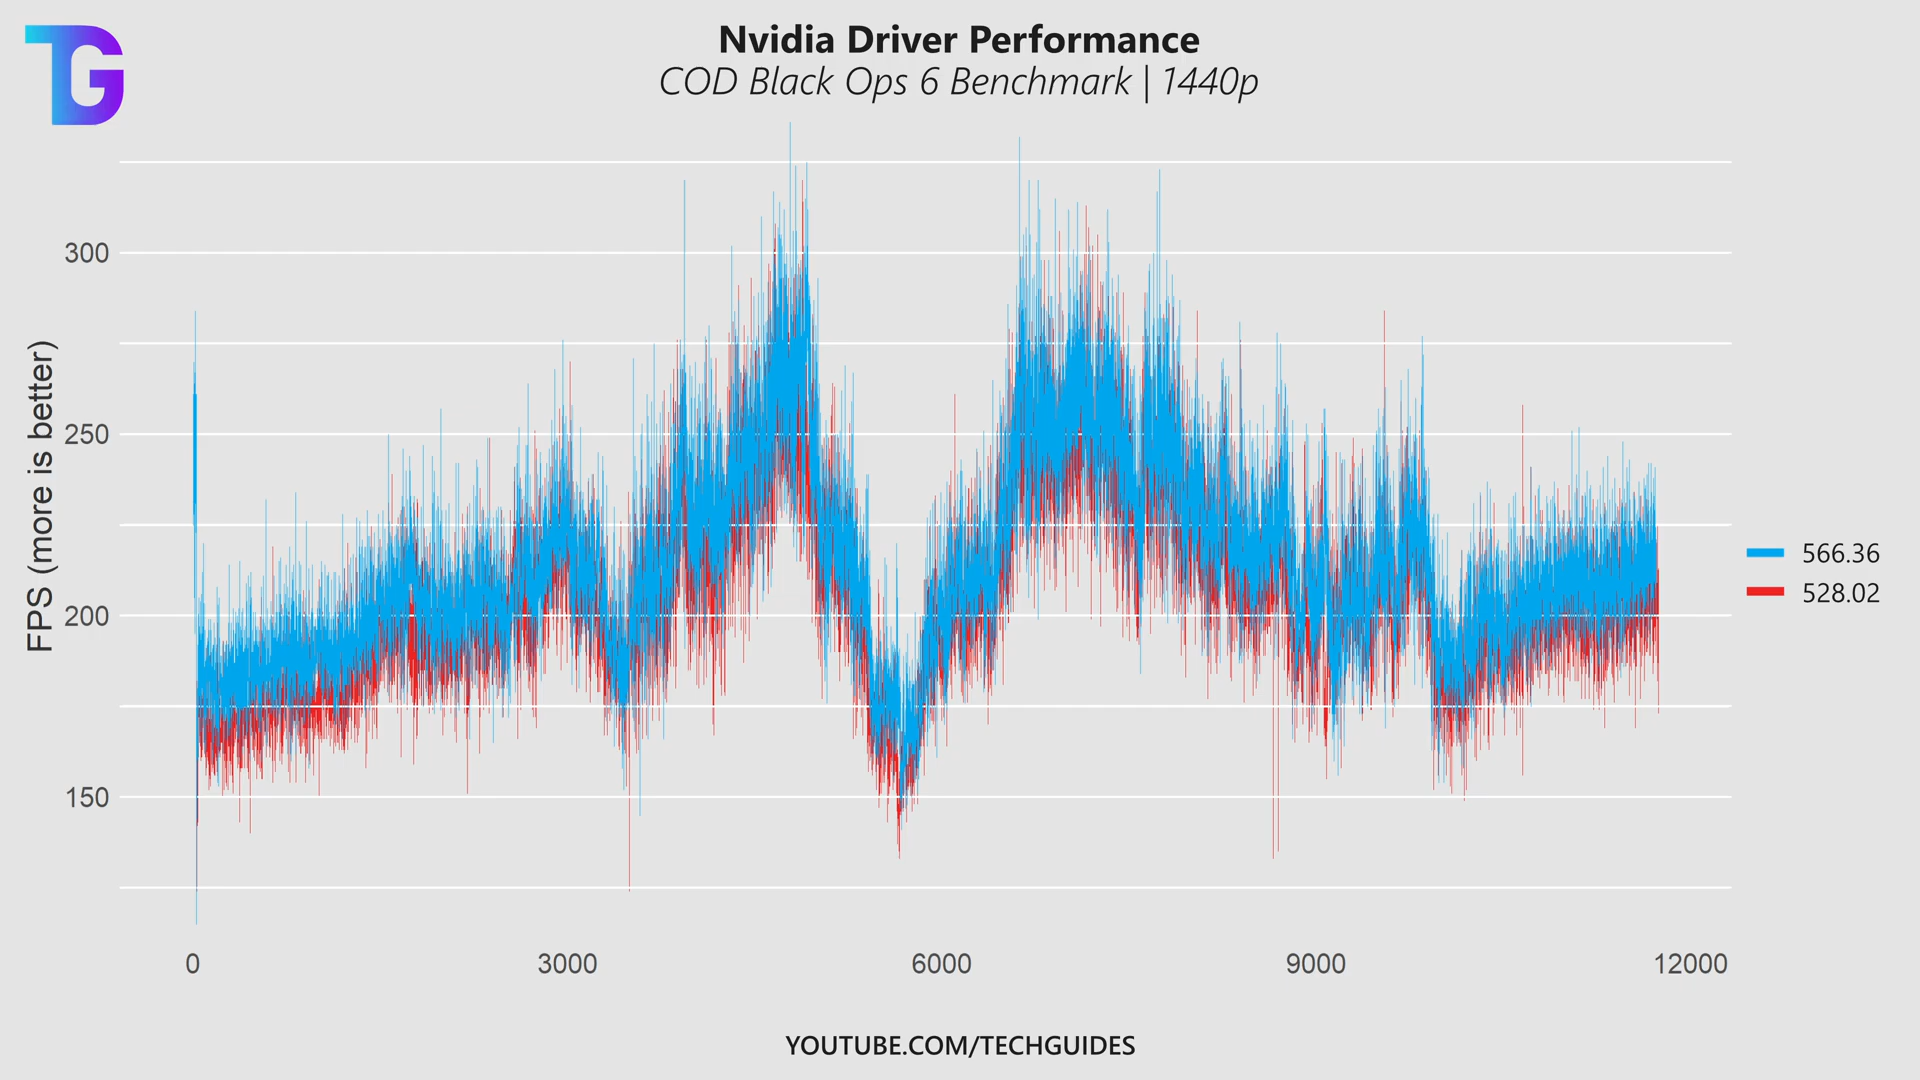 TG
Nvidia Driver Performance
COD Black Ops 6 Benchmark | 1440p
FPS (more is better)
300
250
200
150
0 3000 6000 9000 12000
566.36
528.02
YOUTUBE.COM/TECHGUIDES